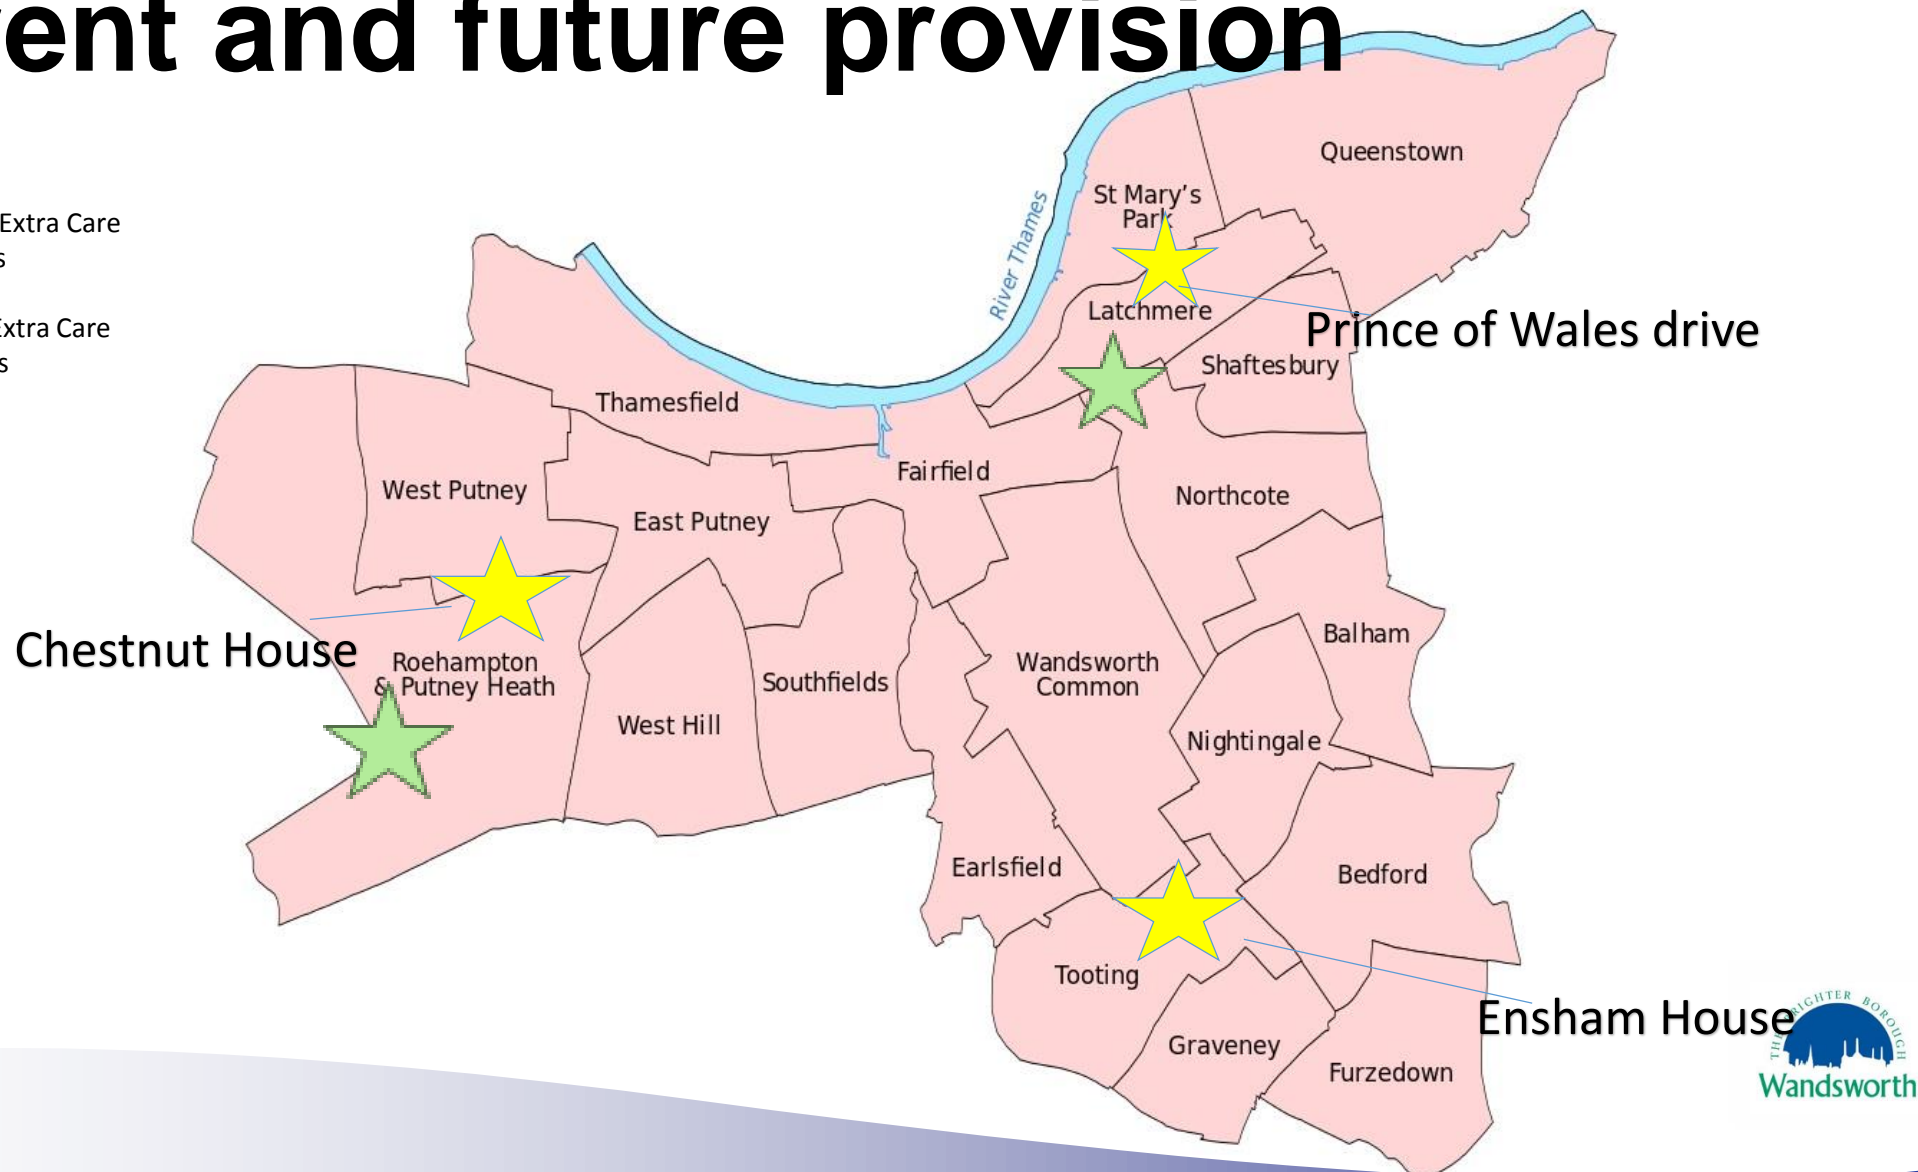 ent and future provision
Extra Care
s
Extra Care
s
Queenstown
St Mary's
Park
River Thames
Latchmere
Prince of Wales drive
Shaftesbury
Thamesfield
Fairfield
West Putney
East Putney
Northcote
Chestnut House
Roehampton
& Putney Heath
Balham
Wandsworth
Common
Southfields
West Hill
Nightingale
Earlsfield
Bedford
Tooting
Ensham House
Graveney
Furzedown
THE BRIGHTER BOROUGH
Wandsworth